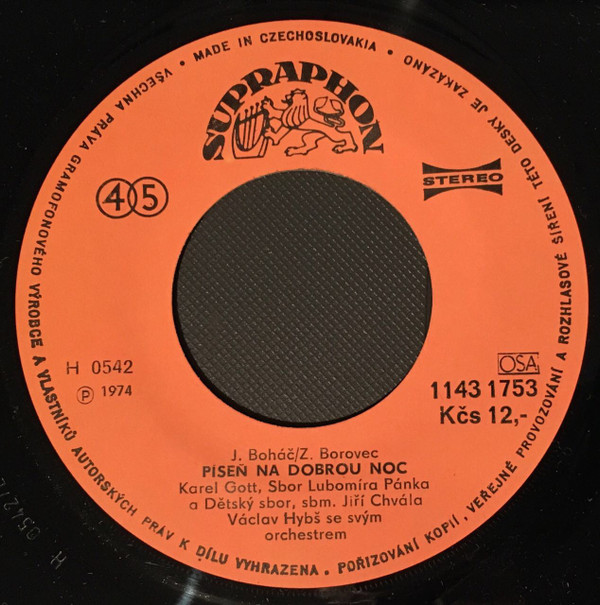 • MADE IN CZECHOSLOVAKIA •
VŠECHNA PRÁVA GRAMOFONOVÉHO VÝROBCE A VLASTNÍKŮ AUTORSKÝCH PRÁV K DÍLU VYHRAZENA. POŘIZOVÁNÍ KOPIÍ, VEŘEJNÉ PROVOZOVÁNÍ A ROZHLASOVÉ ŠÍŘENÍ TÉTO DESKY JE ZAKÁZÁNO
SUPRAPHON
45
STEREO
H 0542
Ⓟ 1974
OSA
1143 1753
Kčs 12,-
J. Boháč/Z. Borovec
PÍSEŇ NA DOBROU NOC
Karel Gott, Sbor Lubomíra Pánka
a Dětský sbor, sbm. Jiří Chvála
Václav Hybš se svým
orchestrem